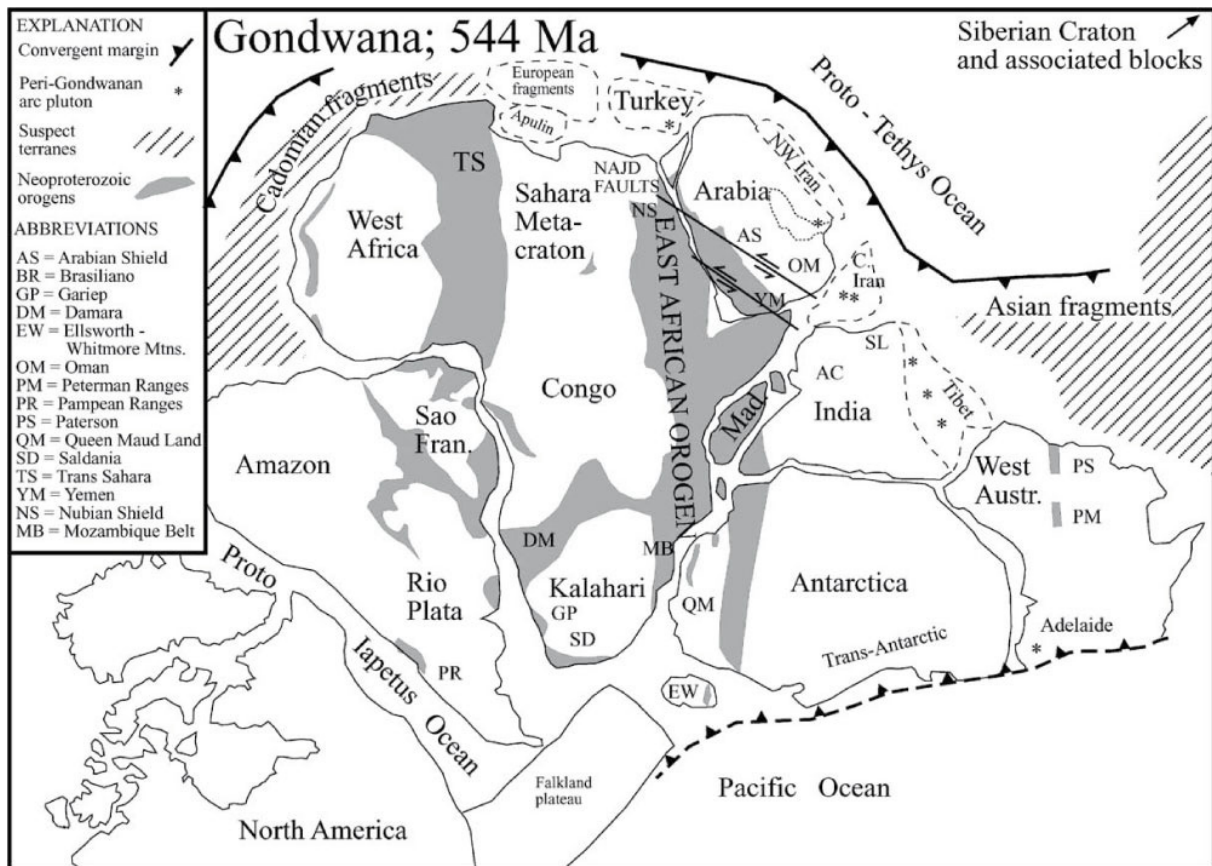 EXPLANATION
Convergent margin
Peri-Gondwanan
arc pluton
*
Suspect
terranes
Neoproterozoic
orogens
ABBREVIATIONS
AS = Arabian Shield
BR = Brasiliano
GP = Gariep
DM = Damara
EW = Ellsworth -
Whitmore Mtns.
OM = Oman
PM = Peterman Ranges
PR = Pampean Ranges
PS = Paterson
QM = Queen Maud Land
SD = Saldania
TS = Trans Sahara
YM = Yemen
NS = Nubian Shield
MB = Mozambique Belt
Gondwana; 544 Ma
Siberian Craton
and associated blocks
Proto - Tethys Ocean
Cadomian fragments
European
fragments
Apulin
Turkey
*
TS
West
Africa
Sahara
Meta-
craton
NAJD
FAULTS
NS
Arabia
NW Iran
*
AS
OM
YM
C.
Iran
**
EAST AFRICAN OROGEN
Asian fragments
SL
AC
India
Tibet
*
*
*
*
Congo
Sao
Fran.
Mad.
Amazon
West
Austr.
PS
PM
DM
MB
Kalahari
GP
SD
QM
Antarctica
Trans-Antarctic
Adelaide
*
Rio
Plata
PR
EW
Proto
Iapetus Ocean
Falkland
plateau
Pacific Ocean
North America